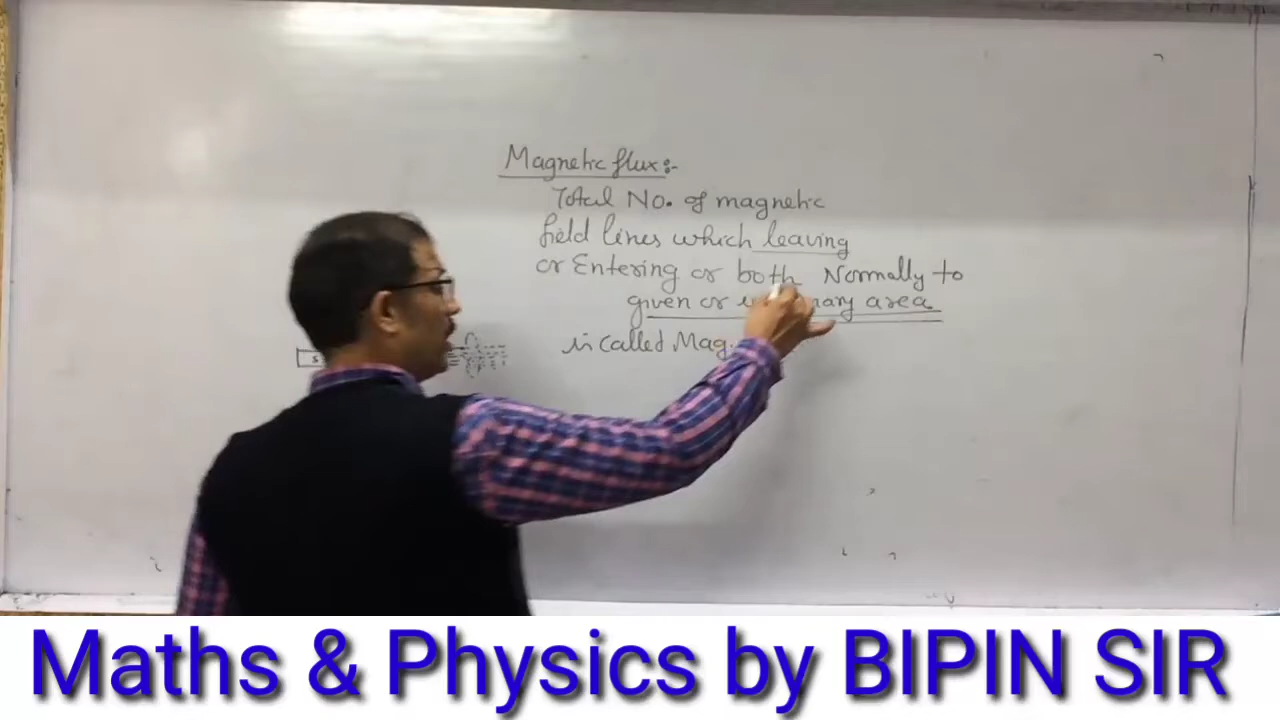 Magnetic flux:-
Total No. of magnetic
field lines which leaving
or Entering or both Normally to
given or area
is called Mag.
S
Maths & Physics by BIPIN SIR